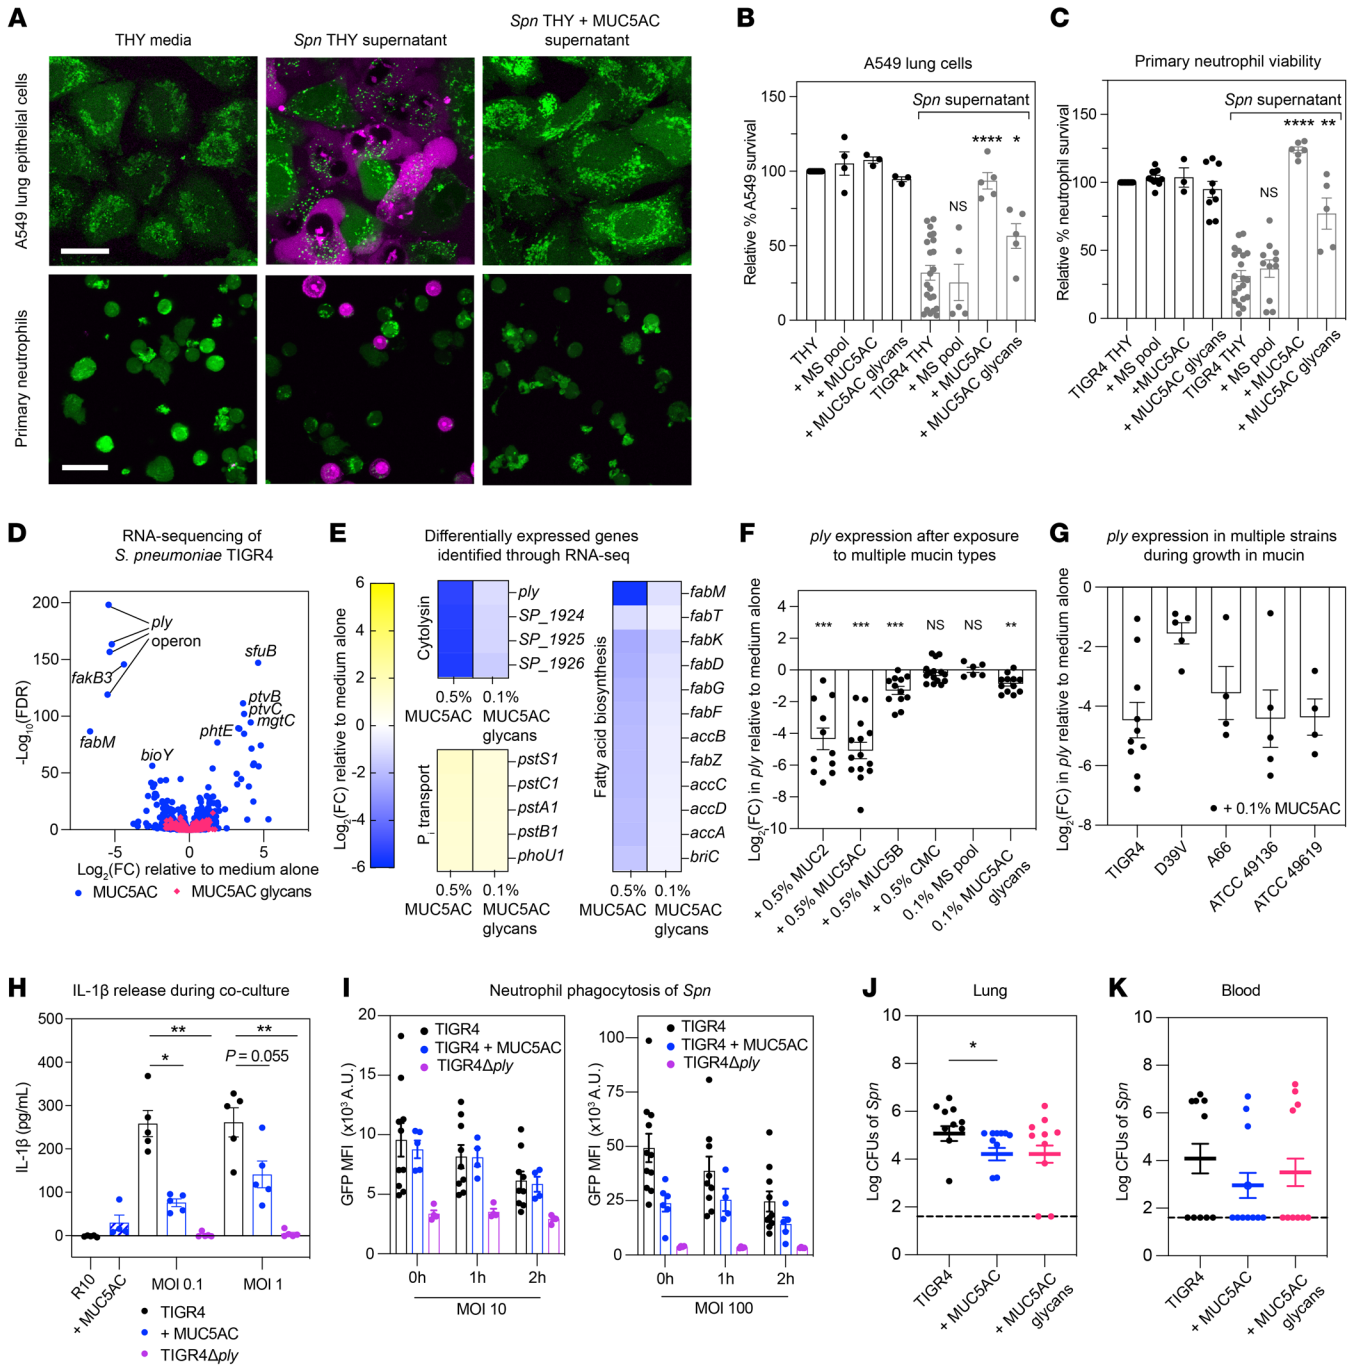 A
THY media
Spn THY supernatant
Spn THY + MUC5AC
supernatant
A549 lung epithelial cells
Primary neutrophils
B
A549 lung cells
Spn supernatant
Relative % A549 survival
150
100
50
0
NS
****
*
THY
+ MS pool
+ MUC5AC
+ MUC5AC glycans
TIGR4 THY
+ MS pool
+ MUC5AC
+ MUC5AC glycans
C
Primary neutrophil viability
Spn supernatant
Relative % neutrophil survival
150
100
50
0
NS
****
**
TIGR4 THY
+ MS pool
+MUC5AC
+ MUC5AC glycans
TIGR4 THY
+ MS pool
+ MUC5AC
+ MUC5AC glycans
D
RNA-sequencing of
S. pneumoniae TIGR4
-Log10(FDR)
200
150
100
50
0
ply
operon
fakB3
fabM
bioY
phtE
sfuB
ptvB
ptvC
mgtC
-5
0
5
Log2(FC) relative to medium alone
MUC5AC
MUC5AC glycans
E
Differentially expressed genes
identified through RNA-seq
Log2(FC) relative to medium alone
6
4
2
0
-2
-4
-6
Cytolysin
ply
SP_1924
SP_1925
SP_1926
0.5%
MUC5AC
0.1%
MUC5AC
glycans
Pi transport
pstS1
pstC1
pstA1
pstB1
phoU1
0.5%
MUC5AC
0.1%
MUC5AC
glycans
Fatty acid biosynthesis
fabM
fabT
fabK
fabD
fabG
fabF
accB
fabZ
accC
accD
accA
briC
0.5%
MUC5AC
0.1%
MUC5AC
glycans
F
ply expression after exposure
to multiple mucin types
Log2(FC) in ply relative to medium alone
4
2
0
-2
-4
-6
-8
-10
***
***
***
NS
NS
**
+ 0.5% MUC2
+ 0.5% MUC5AC
+ 0.5% MUC5B
+ 0.5% CMC
0.1% MS pool
0.1% MUC5AC
glycans
G
ply expression in multiple strains
during growth in mucin
Log2(FC) in ply relative to medium alone
0
-2
-4
-6
-8
+ 0.1% MUC5AC
TIGR4
D39V
A66
ATCC 49136
ATCC 49619
H
IL-1β release during co-culture
IL-1β (pg/mL)
500
400
300
200
100
0
**
*
**
P = 0.055
R10
+ MUC5AC
MOI 0.1
MOI 1
TIGR4
+ MUC5AC
TIGR4Δply
I
Neutrophil phagocytosis of Spn
GFP MFI (x10³ A.U.)
20
15
10
5
0
TIGR4
TIGR4 + MUC5AC
TIGR4Δply
0h
1h
2h
MOI 10
GFP MFI (x10³ A.U.)
100
75
50
25
0
TIGR4
TIGR4 + MUC5AC
TIGR4Δply
0h
1h
2h
MOI 100
J
Lung
Log CFUs of Spn
10
8
6
4
2
0
*
TIGR4
+ MUC5AC
+ MUC5AC
glycans
K
Blood
Log CFUs of Spn
10
8
6
4
2
0
TIGR4
+ MUC5AC
+ MUC5AC
glycans